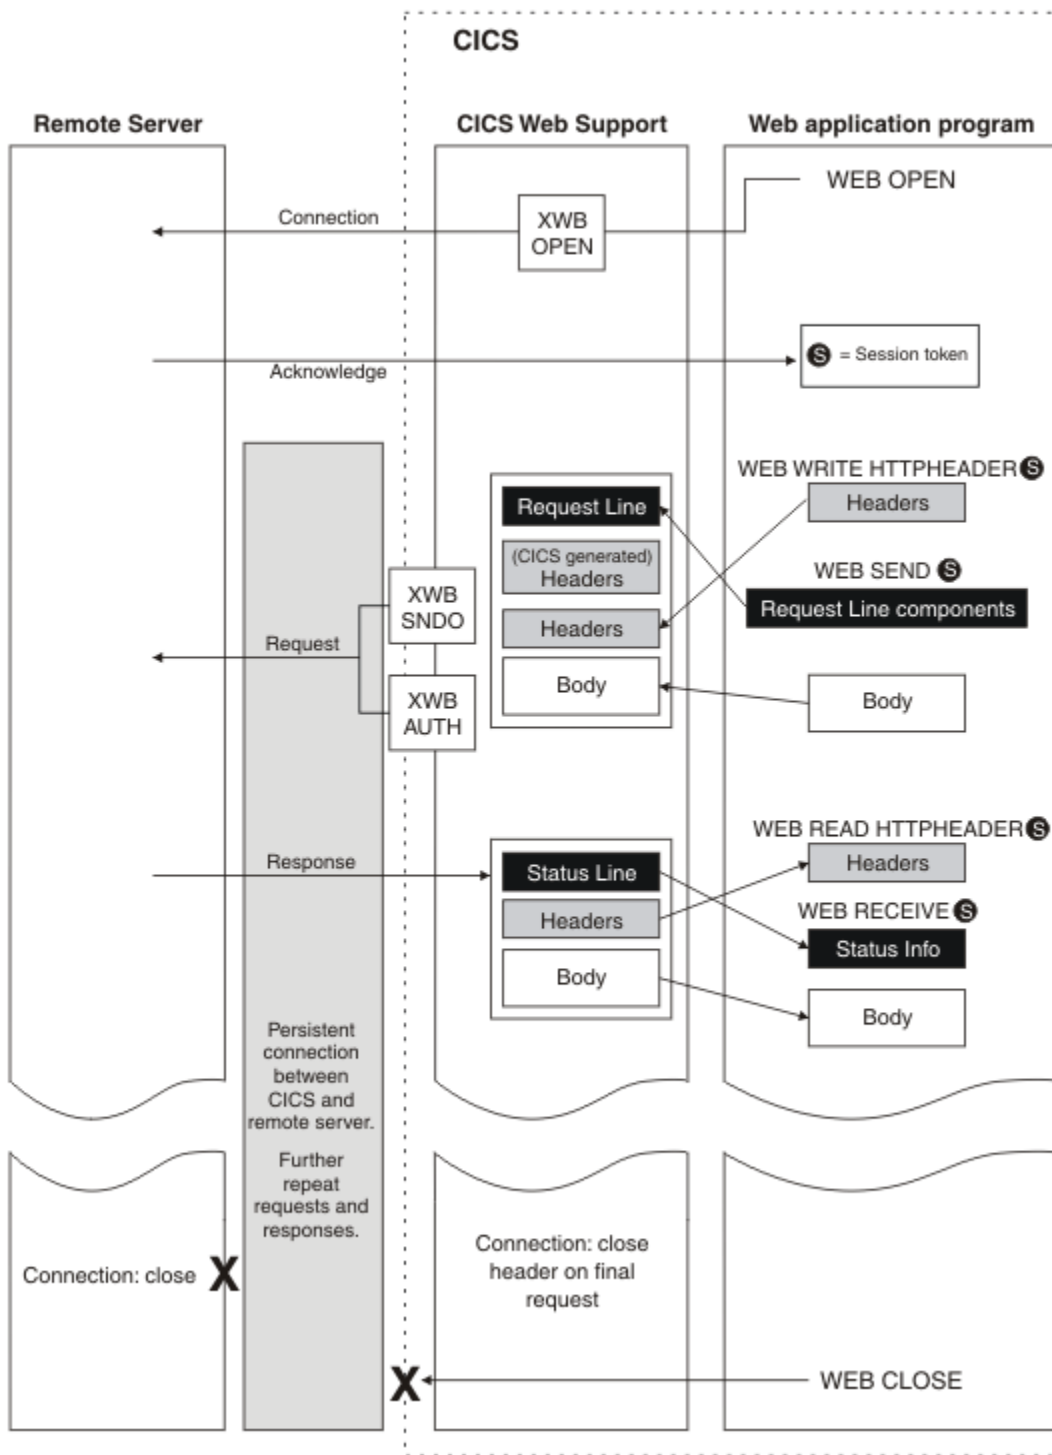 CICS
Remote Server
CICS Web Support
Web application program
WEB OPEN
Connection
XWB
OPEN
S = Session token
Acknowledge
WEB WRITE HTTPHEADER S
Request Line
Headers
(CICS generated)
Headers
WEB SEND S
XWB
SNDO
Request Line components
Headers
Request
Body
Body
XWB
AUTH
WEB READ HTTPHEADER S
Response
Status Line
Headers
Headers
WEB RECEIVE S
Status Info
Body
Body
Persistent
connection
between
CICS and
remote server.
Further
repeat
requests and
responses.
Connection: close
X
Connection: close
header on final
request
X
WEB CLOSE